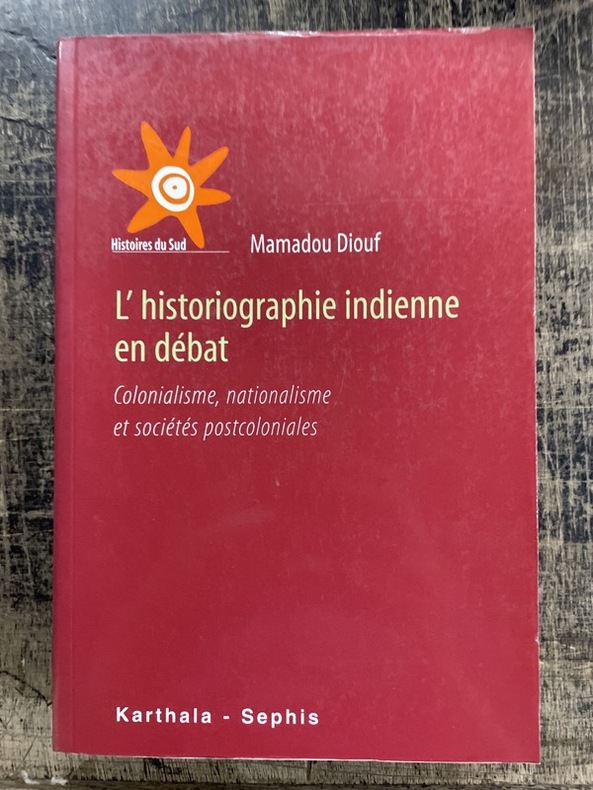 Histoires du Sud
Mamadou Diouf
L' historiographie indienne
en débat
Colonialisme, nationalisme
et sociétés postcoloniales
Karthala - Sephis